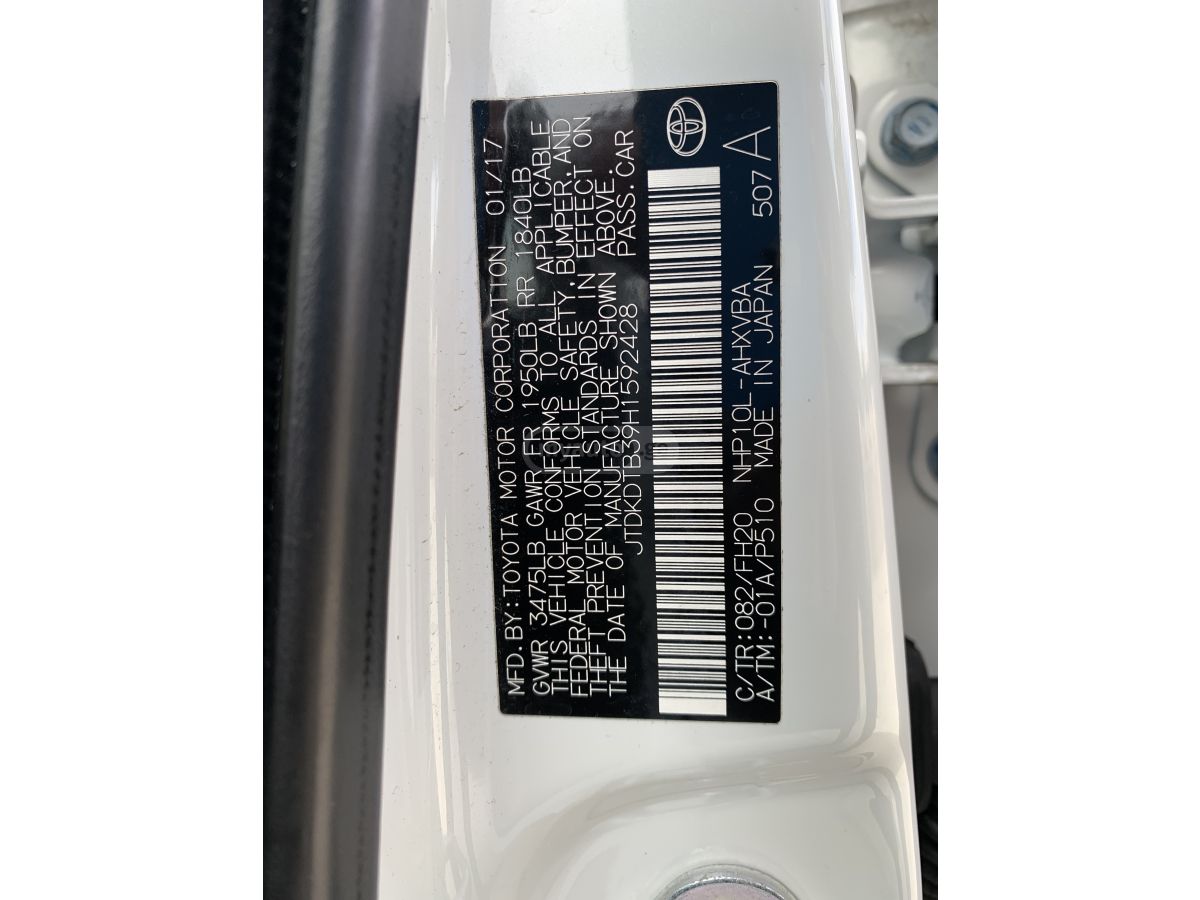 MFD.BY:TOYOTA MOTOR CORPORATION 01/17
GVWR 3475LB GAWR FR 1950LB RR 1840LB
THIS VEHICLE CONFORMS TO ALL APPLICABLE
FEDERAL MOTOR VEHICLE SAFETY,BUMPER,AND
THEFT PREVENTION STANDARDS IN EFFECT ON
THE DATE OF MANUFACTURE SHOWN ABOVE.
JTDKDTB39H1592428 PASS.CAR
C/TR:082/FH20 NHP10L-AHXVBA 507A
A/TM:-01A/P510 MADE IN JAPAN